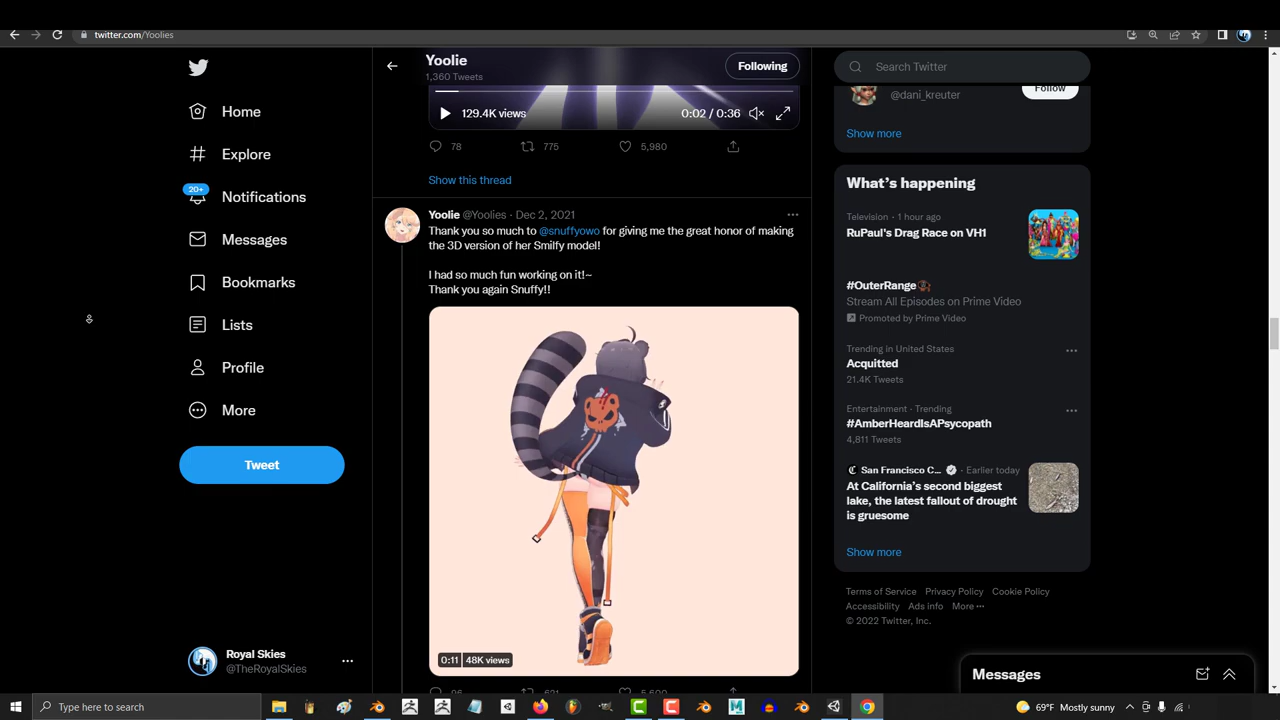 twitter.com/Yoolies
Home
Explore
20+
Notifications
Messages
Bookmarks
Lists
Profile
More
Tweet
Royal Skies
@TheRoyalSkies
Yoolie
1,360 Tweets
Following
129.4K views
0:02 / 0:36
78
775
5,980
Show this thread
Yoolie @Yoolies · Dec 2, 2021
Thank you so much to @snuffyowo for giving me the great honor of making
the 3D version of her Smilfy model!
I had so much fun working on it!~
Thank you again Snuffy!!
0:11 48K views
Search Twitter
@dani_kreuter
Follow
Show more
What's happening
Television · 1 hour ago
RuPaul's Drag Race on VH1
#OuterRange
Stream All Episodes on Prime Video
Promoted by Prime Video
Trending in United States
Acquitted
21.4K Tweets
Entertainment · Trending
#AmberHeardIsAPsycopath
4,811 Tweets
San Francisco C... · Earlier today
At California's second biggest
lake, the latest fallout of drought
is gruesome
Show more
Terms of Service Privacy Policy Cookie Policy
Accessibility Ads info More ···
© 2022 Twitter, Inc.
Messages
Type here to search
69°F Mostly sunny